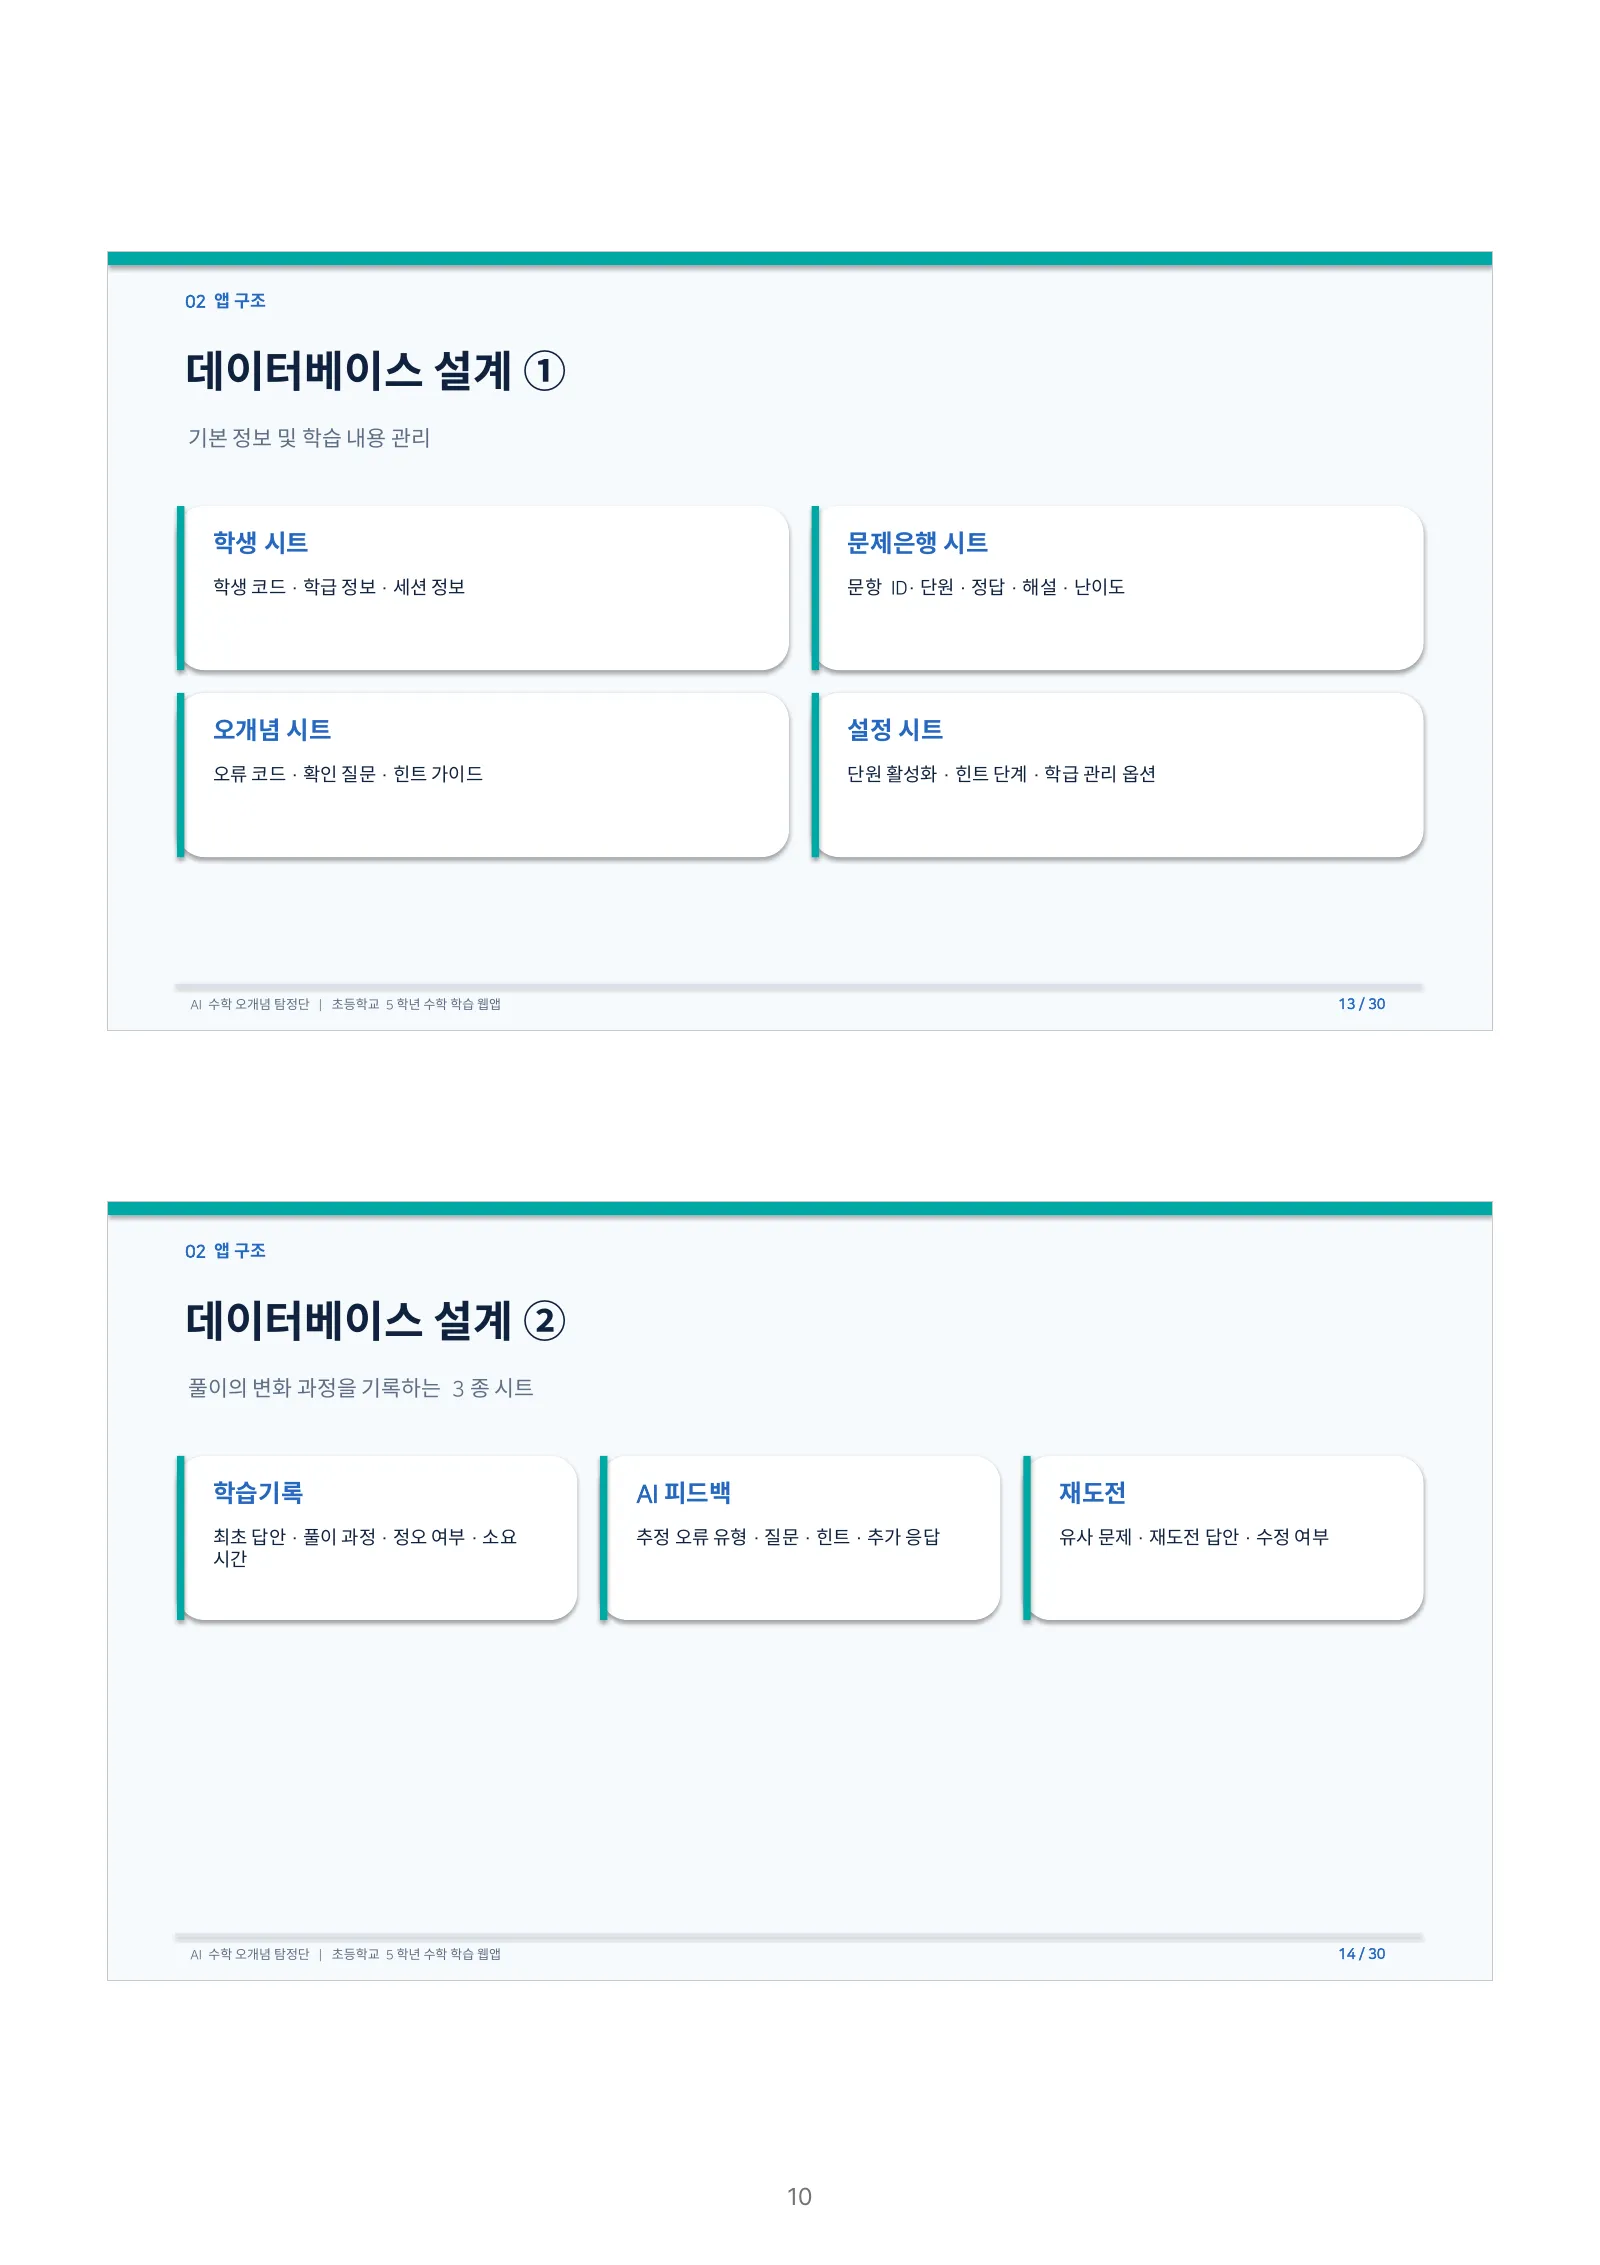 02 앱 구조
데이터베이스 설계 ①
기본 정보 및 학습 내용 관리
학생 시트
학생 코드 · 학급 정보 · 세션 정보
문제은행 시트
문항 ID· 단원 · 정답 · 해설 · 난이도
오개념 시트
오류 코드 · 확인 질문 · 힌트 가이드
설정 시트
단원 활성화 · 힌트 단계 · 학급 관리 옵션
AI 수학 오개념 탐정단 | 초등학교 5 학년 수학 학습 웹앱
13 / 30
02 앱 구조
데이터베이스 설계 ②
풀이의 변화 과정을 기록하는 3 종 시트
학습기록
최초 답안 · 풀이 과정 · 정오 여부 · 소요
시간
AI 피드백
추정 오류 유형 · 질문 · 힌트 · 추가 응답
재도전
유사 문제 · 재도전 답안 · 수정 여부
AI 수학 오개념 탐정단 | 초등학교 5 학년 수학 학습 웹앱
14 / 30
10